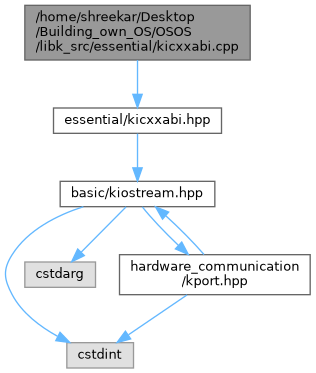 /home/shreekar/Desktop
/Building_own_OS/OSOS
/libk_src/essential/kicxxabi.cpp
essential/kicxxabi.hpp
basic/kiostream.hpp
cstdarg
hardware_communication
/kport.hpp
cstdint